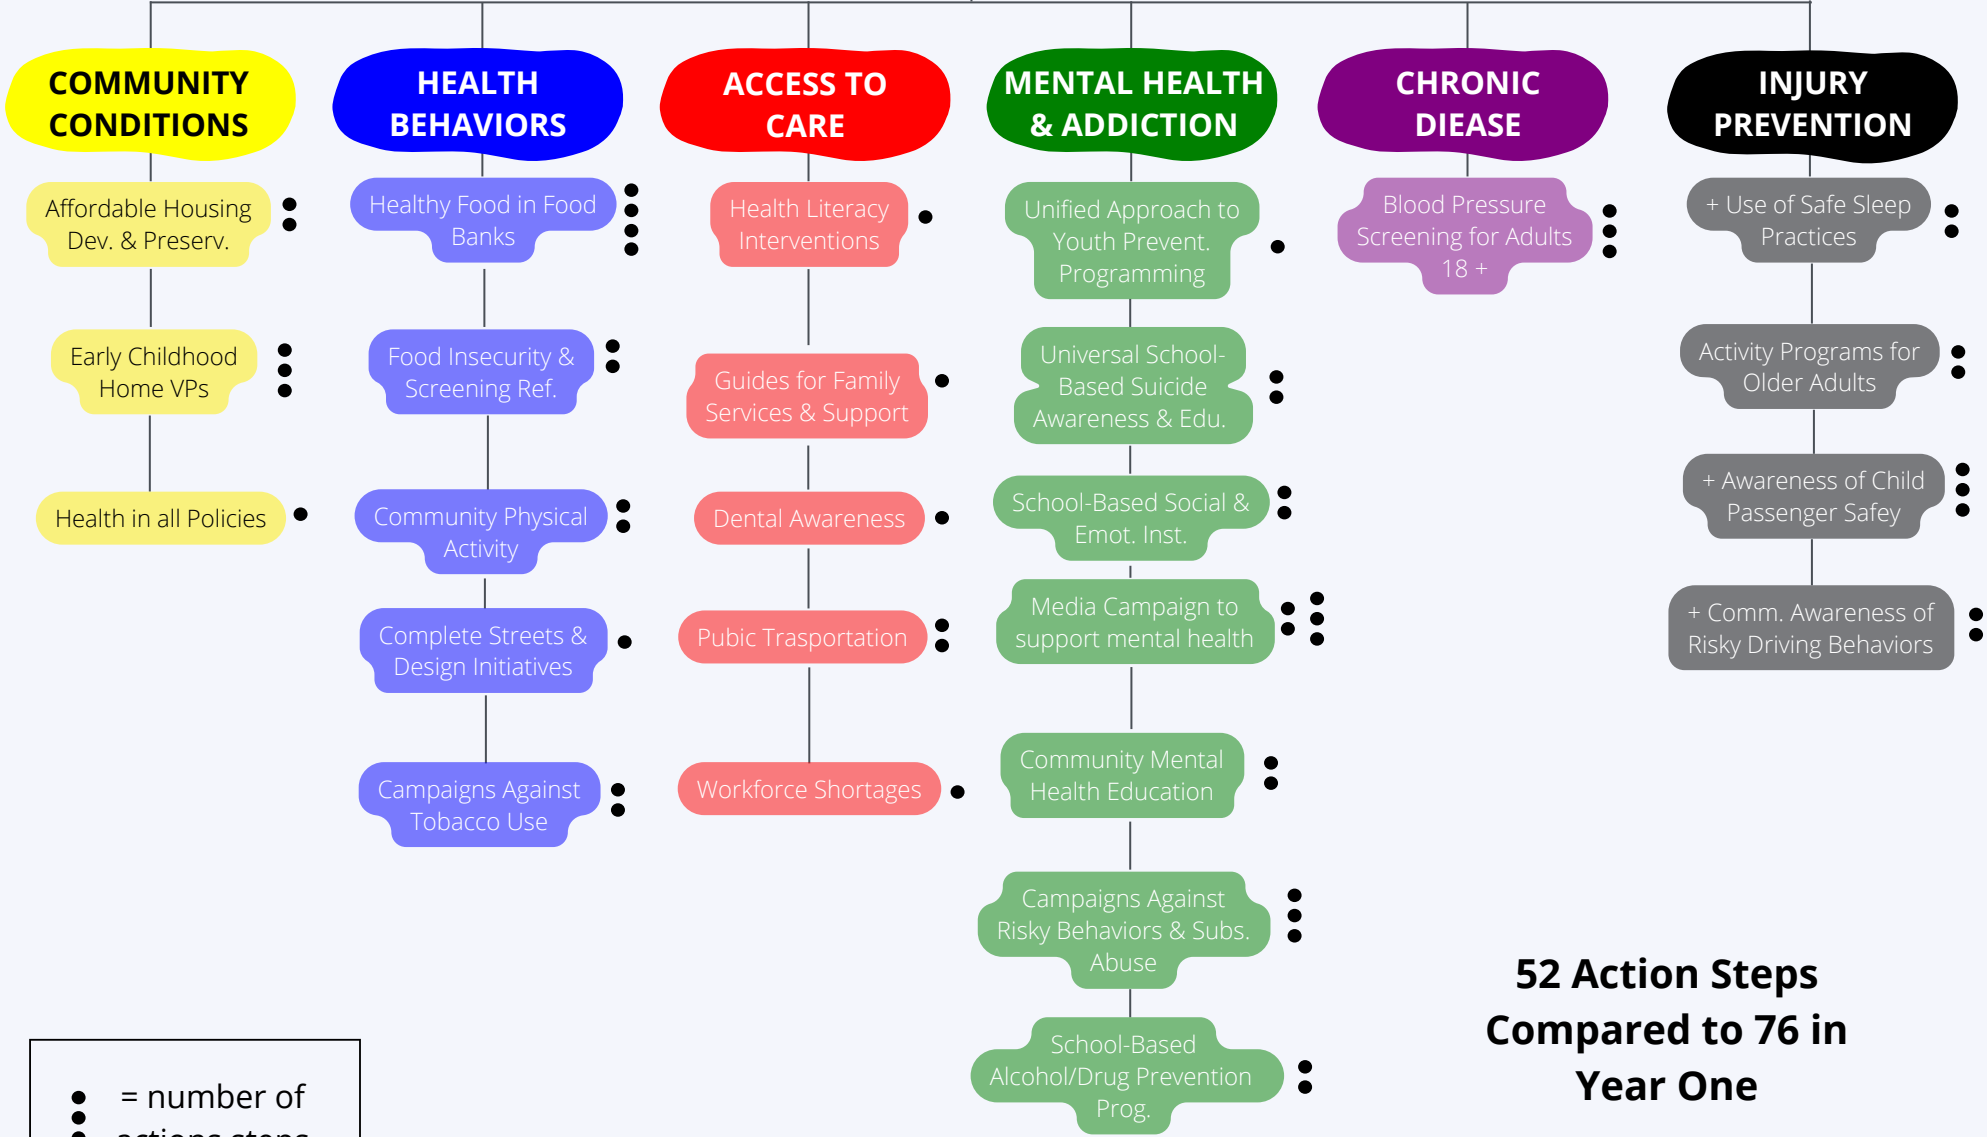 COMMUNITY
CONDITIONS
Affordable Housing
Dev. & Preserv.
Early Childhood
Home VPs
Health in all Policies
HEALTH
BEHAVIORS
Healthy Food in Food
Banks
Food Insecurity &
Screening Ref.
Community Physical
Activity
Complete Streets &
Design Initiatives
Campaigns Against
Tobacco Use
ACCESS TO
CARE
Health Literacy
Interventions
Guides for Family
Services & Support
Dental Awareness
Pubic Trasportation
Workforce Shortages
MENTAL HEALTH
& ADDICTION
Unified Approach to
Youth Prevent.
Programming
Universal School-
Based Suicide
Awareness & Edu.
School-Based Social &
Emot. Inst.
Media Campaign to
support mental health
Community Mental
Health Education
Campaigns Against
Risky Behaviors & Subs.
Abuse
School-Based
Alcohol/Drug Prevention
Prog.
CHRONIC
DIEASE
Blood Pressure
Screening for Adults
18 +
INJURY
PREVENTION
+ Use of Safe Sleep
Practices
Activity Programs for
Older Adults
+ Awareness of Child
Passenger Safey
+ Comm. Awareness of
Risky Driving Behaviors
52 Action Steps
Compared to 76 in
Year One
= number of
actions steps